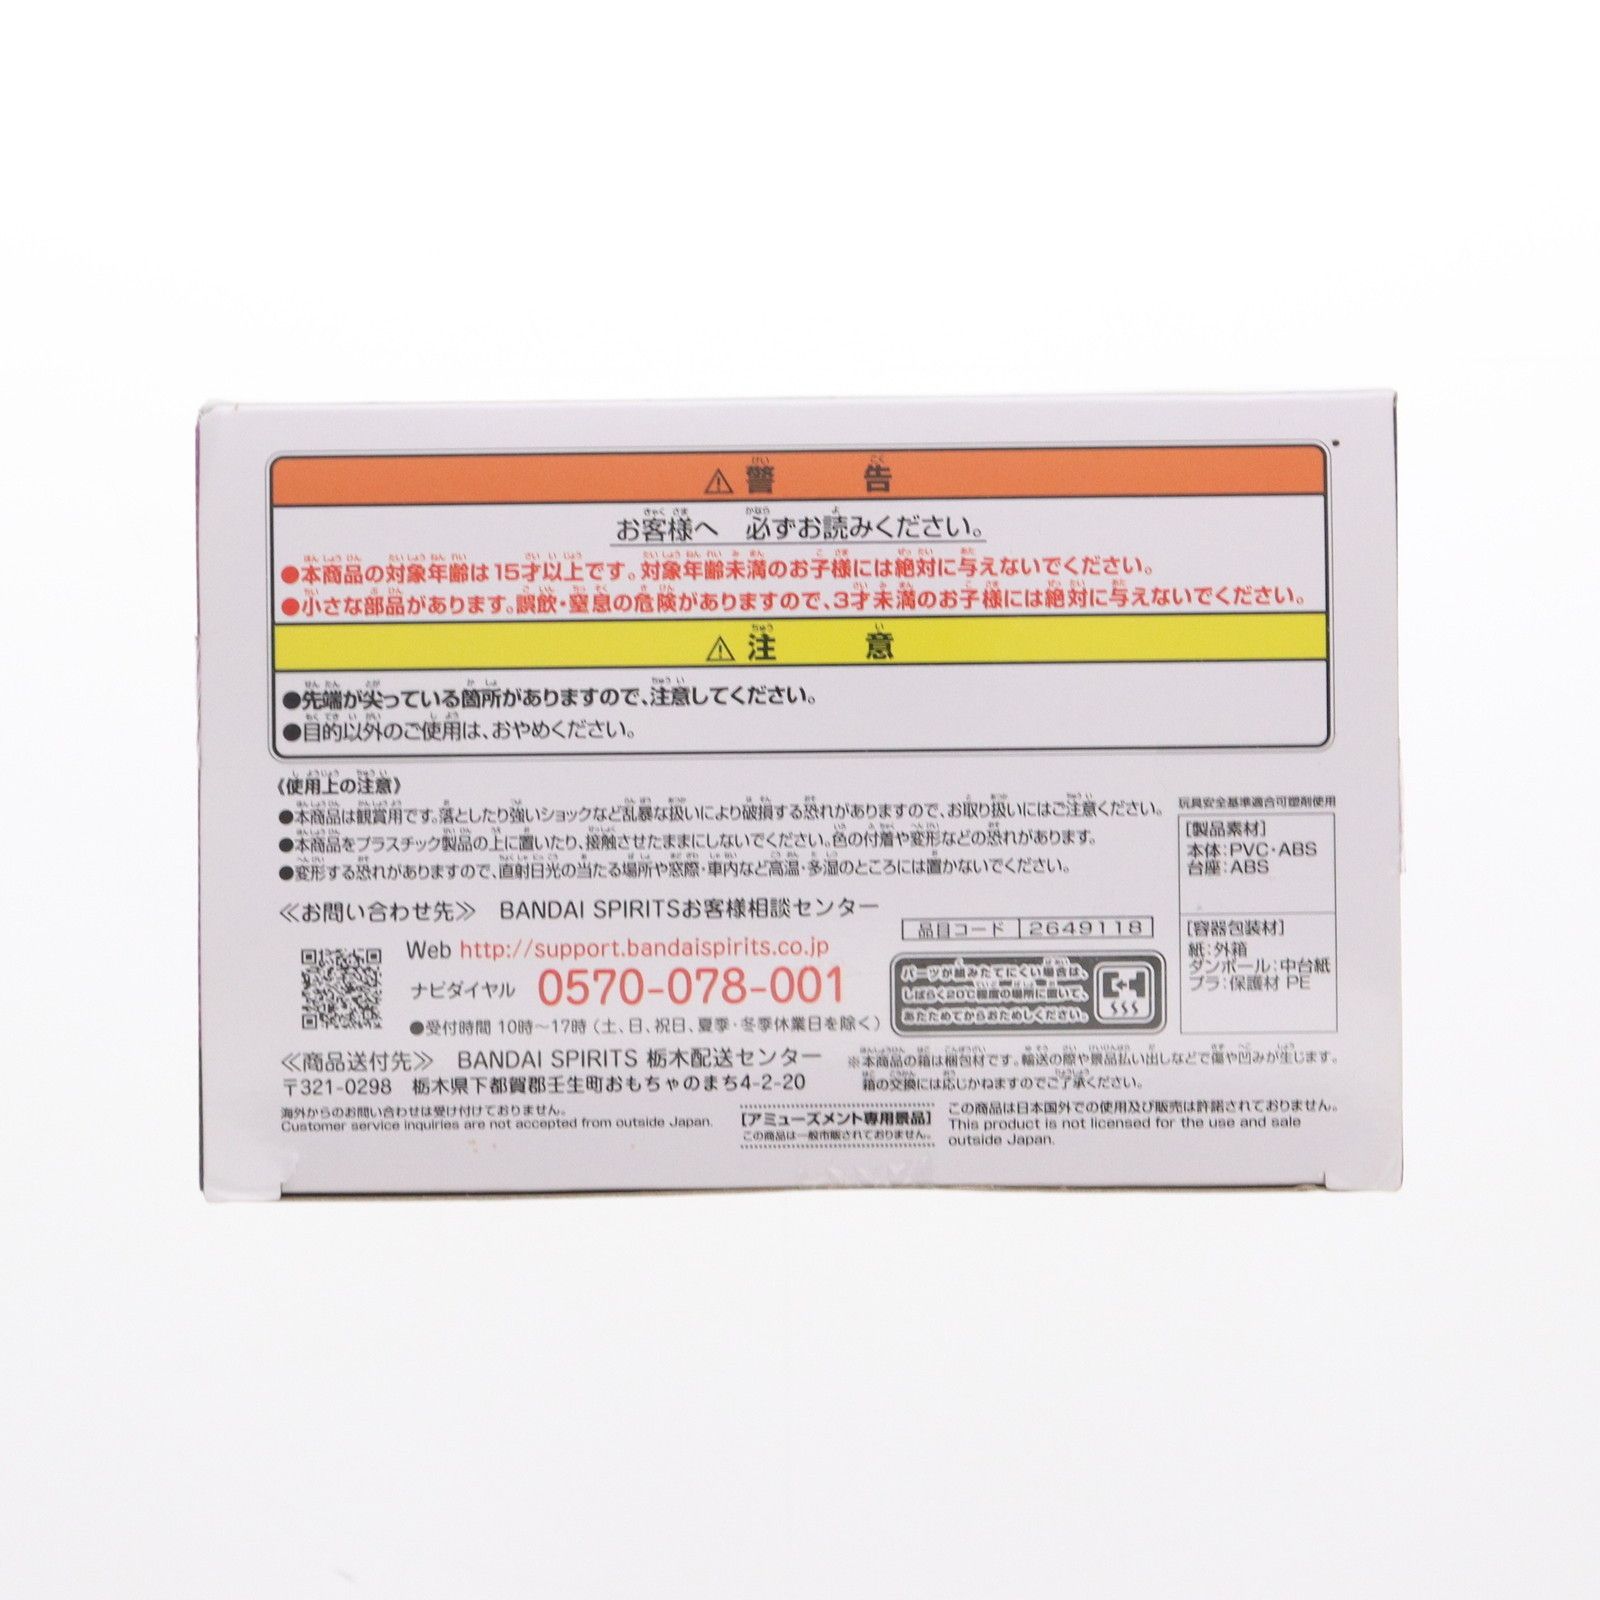 ⚠警告
お客様へ 必ずお読みください。
●本商品の対象年齢は15才以上です。対象年齢未満のお子様には絶対に与えないでください。
●小さな部品があります。誤飲・窒息の危険がありますので、3才未満のお子様には絶対に与えないでください。
⚠注意
●先端が尖っている箇所がありますので、注意してください。
●目的以外のご使用は、おやめください。
《使用上の注意》
●本商品は観賞用です。落としたり強いショックなど乱暴な扱いにより破損する恐れがありますので、お取り扱いにはご注意ください。
●本商品をプラスチック製品の上に置いたり、接触させたままにしないでください。色の付着や変形などの恐れがあります。
●変形する恐れがありますので、直射日光の当たる場所や窓際・車内など高温・多湿のところには置かないでください。
玩具安全基準適合可塑剤使用
[製品素材]
本体:PVC・ABS
台座:ABS
[容器包装材]
紙:外箱
ダンボール:中台紙
プラ:保護材 PE
≪お問い合わせ先≫ BANDAI SPIRITSお客様相談センター
Web http://support.bandaispirits.co.jp
ナビダイヤル 0570-078-001
●受付時間 10時～17時(土、日、祝日、夏季・冬季休業日を除く)
品目コード 2649118
パーツが組みたてにくい場合は、
しばらく20℃程度の場所に置いて、
あたためてからおためしください。
≪商品送付先≫ BANDAI SPIRITS 栃木配送センター
〒321-0298 栃木県下都賀郡壬生町おもちゃのまち4-2-20
※本商品の箱は梱包材です。輸送の際や景品払い出しなどで傷や凹みが生じます。
箱の交換には応じかねますのでご了承ください。
海外からのお問い合わせは受け付けておりません。
Customer service inquiries are not accepted from outside Japan.
[アミューズメント専用景品]
この商品は一般市販されておりません。
この商品は日本国外での使用及び販売は許諾されておりません。
This product is not licensed for the use and sale
outside Japan.